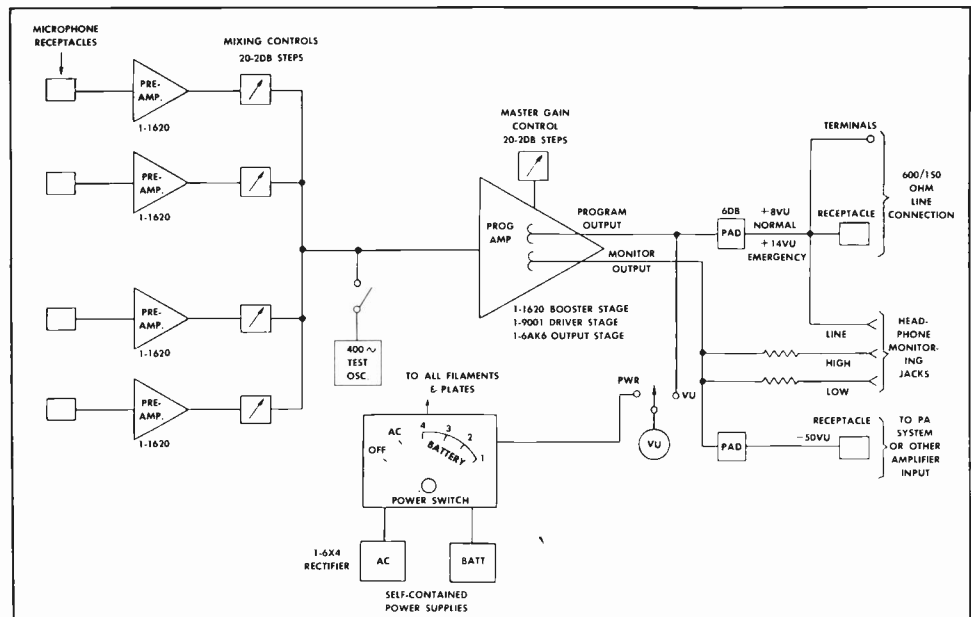 MICROPHONE
RECEPTACLES
MIXING CONTROLS
20-2DB STEPS
PRE-
AMP.
1-1620
PRE-
AMP.
1-1620
PRE-
AMP.
1-1620
PRE-
AMP.
1-1620
400~
TEST
OSC.
MASTER GAIN
CONTROL
20-2DB STEPS
PROG
AMP
PROGRAM
OUTPUT
MONITOR
OUTPUT
1-1620 BOOSTER STAGE
1-9001 DRIVER STAGE
1-6AK6 OUTPUT STAGE
6DB
PAD
+8VU
NORMAL
+14VU
EMERGENCY
TERMINALS
RECEPTACLE
600/150
OHM
LINE
CONNECTION
LINE
HIGH
LOW
HEAD-
PHONE
MONITOR-
ING
JACKS
PWR
VU
VU
PAD
RECEPTACLE
-50VU
TO PA
SYSTEM
OR OTHER
AMPLIFIER
INPUT
TO ALL FILAMENTS
& PLATES
OFF
AC
4
3
2
1
BATTERY
POWER SWITCH
1-6X4
RECTIFIER
AC
BATT
SELF-CONTAINED
POWER SUPPLIES